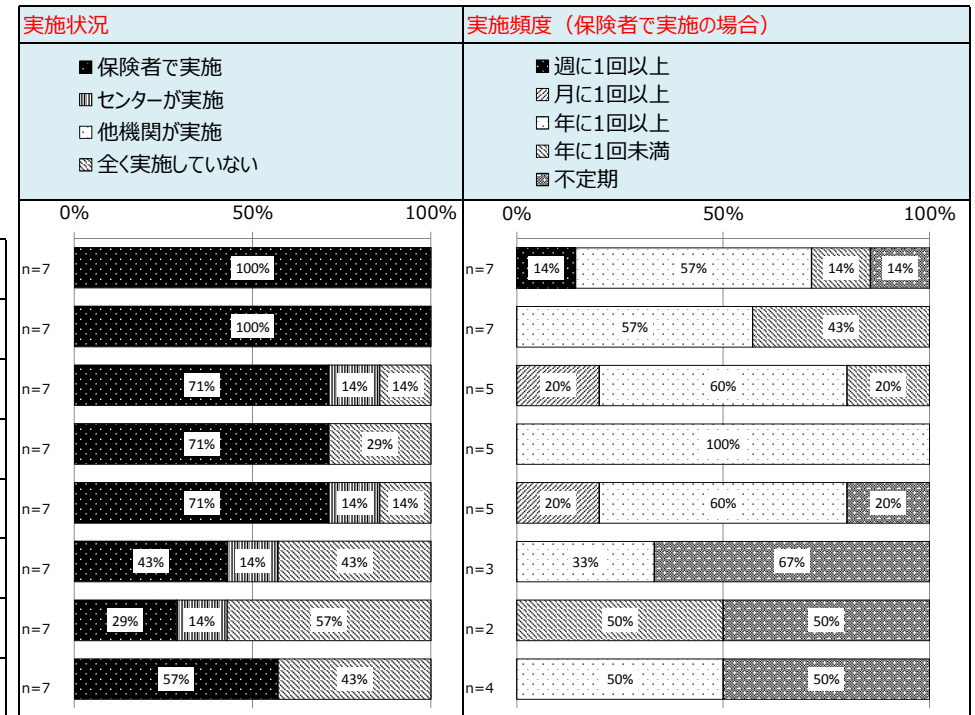 実施状況
実施頻度（保険者で実施の場合）
保険者で実施
センターが実施
他機関が実施
全く実施していない
週に1回以上
月に1回以上
年に1回以上
年に1回未満
不定期
0% 50% 100%
0% 50% 100%
n=7 100%
n=7 14% 57% 14% 14%
n=7 100%
n=7 57% 43%
n=7 71% 14% 14%
n=5 20% 60% 20%
n=7 71% 29%
n=5 100%
n=7 71% 14% 14%
n=5 20% 60% 20%
n=7 43% 14% 43%
n=3 33% 67%
n=7 29% 14% 57%
n=2 50% 50%
n=7 57% 43%
n=4 50% 50%